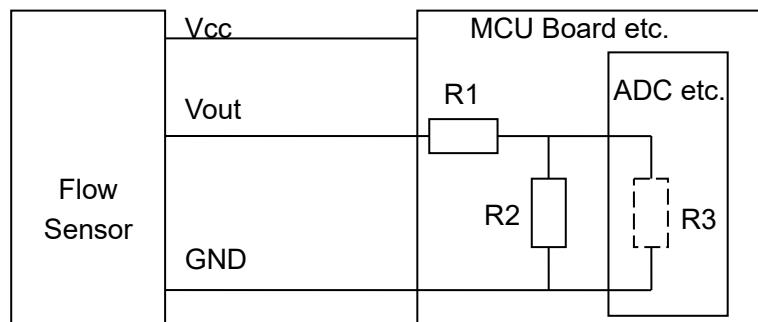 Vcc
MCU Board etc.
R1
ADC etc.
Vout
Flow
Sensor
R2
R3
GND